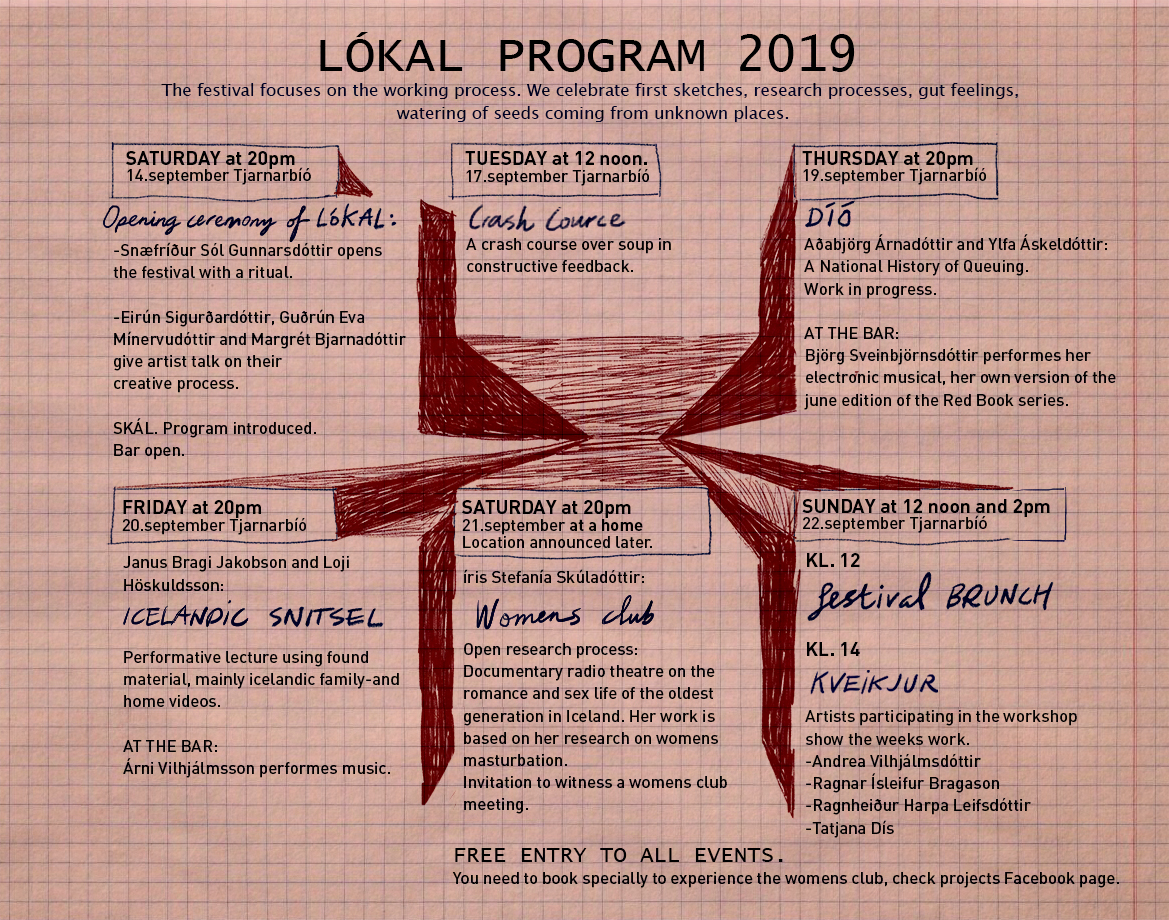 LÓKAL PROGRAM 2019
The festival focuses on the working process. We celebrate first sketches, research processes, gut feelings,
watering of seeds coming from unknown places.
SATURDAY at 20pm
14.september Tjarnarbíó
Opening ceremony of LóKAL:
-Snæfríður Sól Gunnarsdóttir opens
the festival with a ritual.
-Eirún Sigurðardóttir, Guðrún Eva
Mínervudóttir and Margrét Bjarnadóttir
give artist talk on their
creative process.
SKÁL. Program introduced.
Bar open.
TUESDAY at 12 noon.
17.september Tjarnarbíó
Crash Cource
A crash course over soup in
constructive feedback.
THURSDAY at 20pm
19.september Tjarnarbíó
DÍÓ
Aðabjörg Árnadóttir and Ylfa Áskeldóttir:
A National History of Queuing.
Work in progress.
AT THE BAR:
Björg Sveinbjörnsdóttir performes her
electronic musical, her own version of the
june edition of the Red Book series.
FRIDAY at 20pm
20.september Tjarnarbíó
Janus Bragi Jakobson and Loji
Höskuldsson:
ICELANDIC SNITSEL
Performative lecture using found
material, mainly icelandic family-and
home videos.
AT THE BAR:
Árni Vilhjálmsson performes music.
SATURDAY at 20pm
21.september at a home
Location announced later.
íris Stefanía Skúladóttir:
Womens club
Open research process:
Documentary radio theatre on the
romance and sex life of the oldest
generation in Iceland. Her work is
based on her research on womens
masturbation.
Invitation to witness a womens club
meeting.
SUNDAY at 12 noon and 2pm
22.september Tjarnarbíó
KL. 12
festival BRUNCH
KL. 14
KVEIKJUR
Artists participating in the workshop
show the weeks work.
-Andrea Vilhjálmsdóttir
-Ragnar Ísleifur Bragason
-Ragnheiður Harpa Leifsdóttir
-Tatjana Dís
FREE ENTRY TO ALL EVENTS.
You need to book specially to experience the womens club, check projects Facebook page.